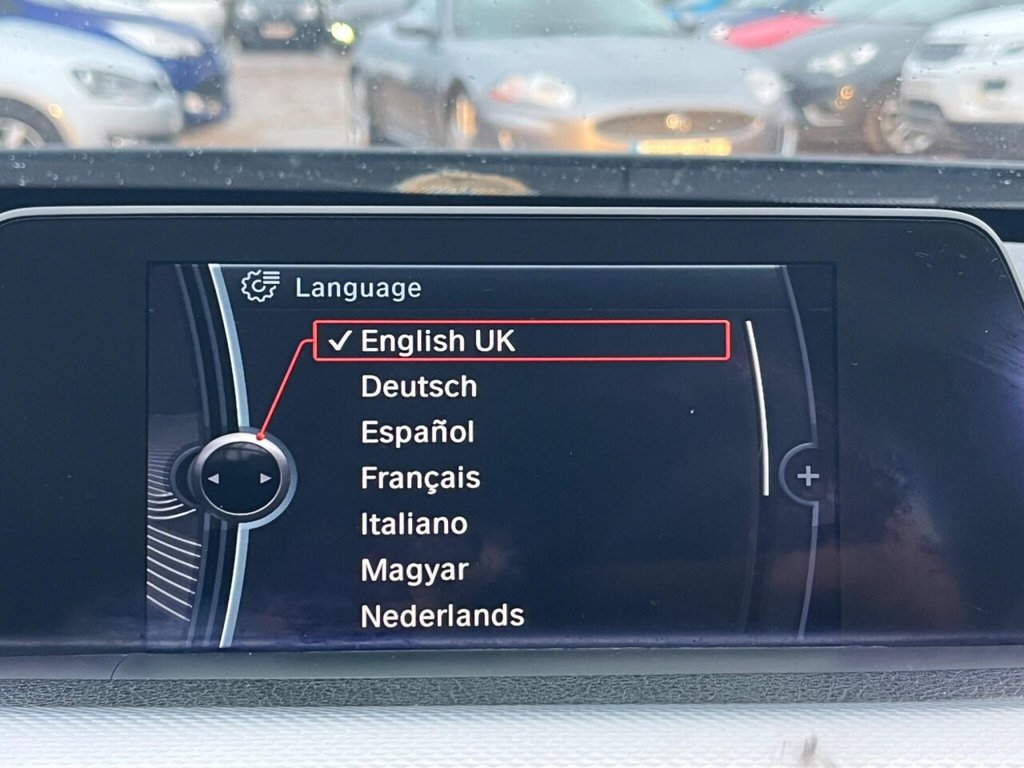 Language
✓ English UK
Deutsch
Español
Français
Italiano
Magyar
Nederlands
+